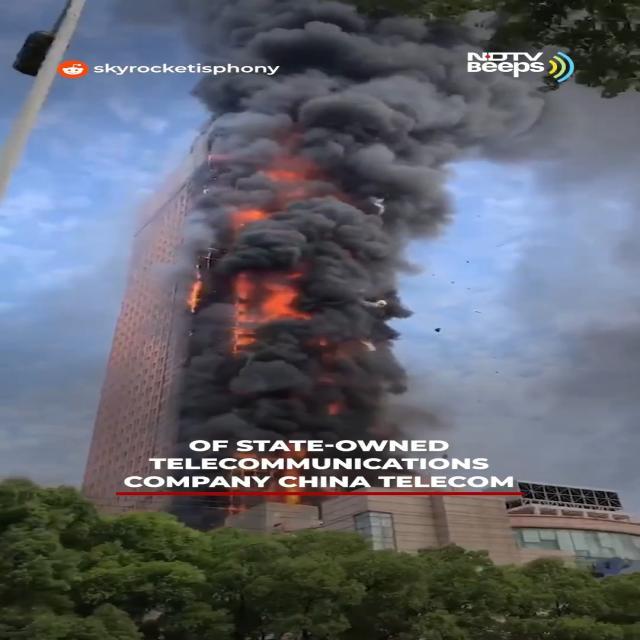 skyrocketisphony
NDTV
Beeps
OF STATE-OWNED
TELECOMMUNICATIONS
COMPANY CHINA TELECOM